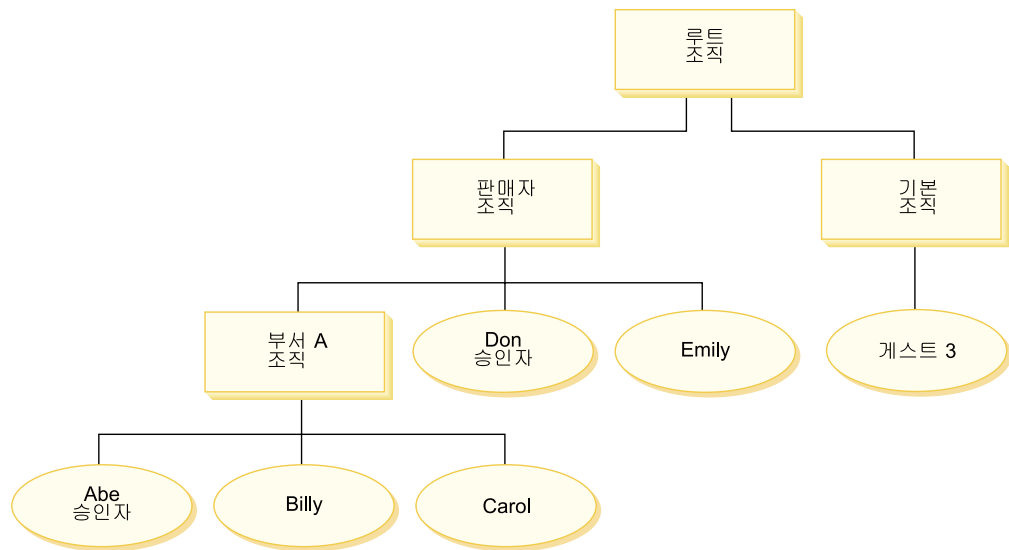 루트
조직
판매자
조직
기본
조직
부서 A
조직
Don
승인자
Emily
게스트 3
Abe
승인자
Billy
Carol